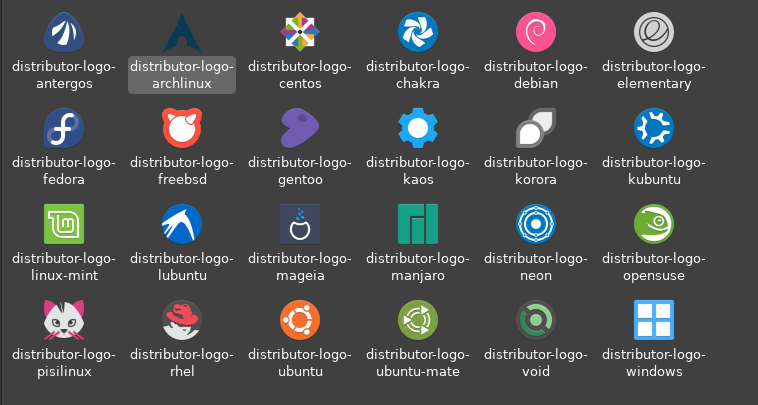 distributor-logo-antergos
distributor-logo-archlinux
distributor-logo-centos
distributor-logo-chakra
distributor-logo-debian
distributor-logo-elementary
distributor-logo-fedora
distributor-logo-freebsd
distributor-logo-gentoo
distributor-logo-kaos
distributor-logo-korora
distributor-logo-kubuntu
distributor-logo-linux-mint
distributor-logo-lubuntu
distributor-logo-mageia
distributor-logo-manjaro
distributor-logo-neon
distributor-logo-opensuse
distributor-logo-pisilinux
distributor-logo-rhel
distributor-logo-ubuntu
distributor-logo-ubuntu-mate
distributor-logo-void
distributor-logo-windows